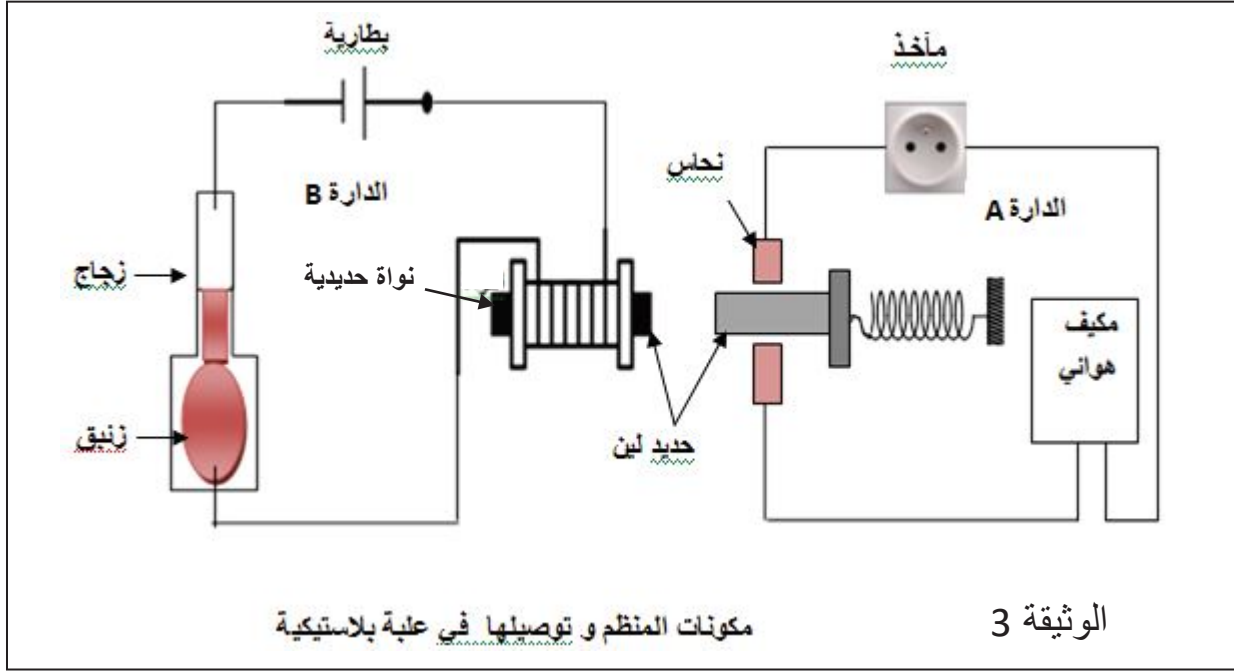 بطارية
مأخذ
نحاس
الدارة B
الدارة A
زجاج
نواة حديدية
مكيف
هوائي
زئبق
حديد لين
مكونات المنظم و توصيلها في علبة بلاستيكية
الوثيقة 3